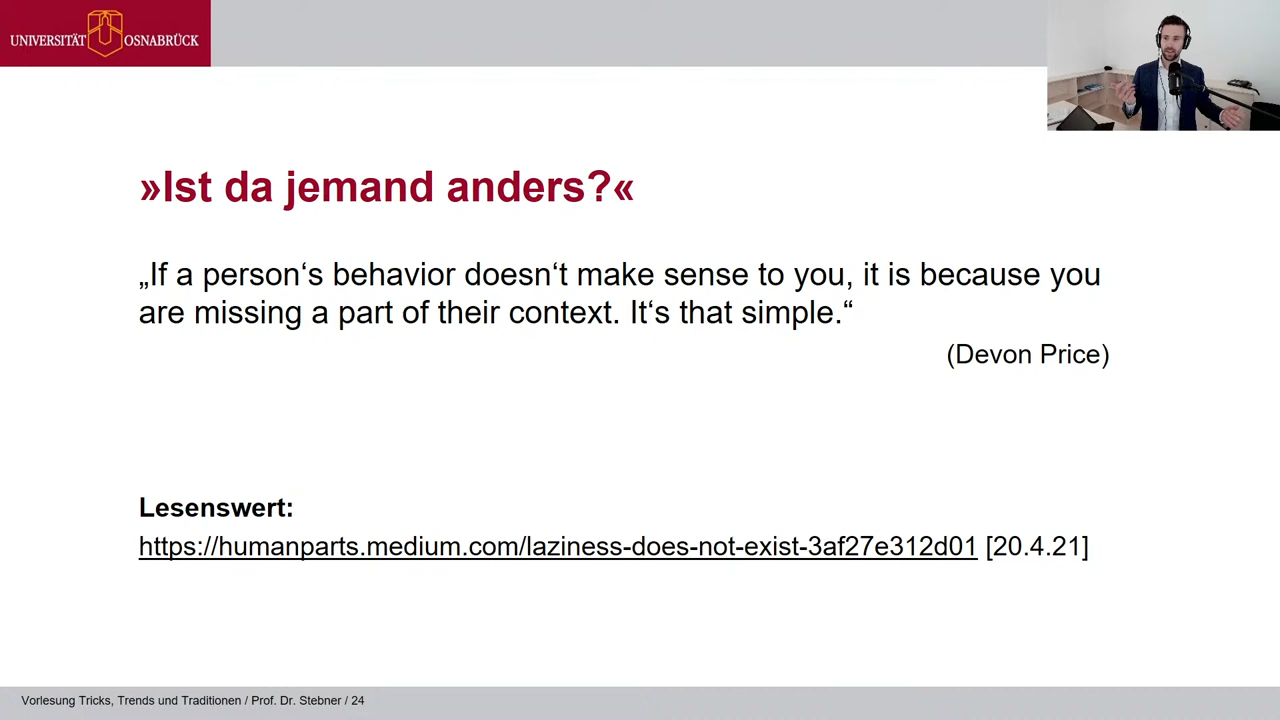 UNIVERSITÄT OSNABRÜCK
»Ist da jemand anders?«
„If a person‘s behavior doesn‘t make sense to you, it is because you
are missing a part of their context. It‘s that simple.“
(Devon Price)
Lesenswert:
https://humanparts.medium.com/laziness-does-not-exist-3af27e312d01 [20.4.21]
Vorlesung Tricks, Trends und Traditionen / Prof. Dr. Stebner / 24